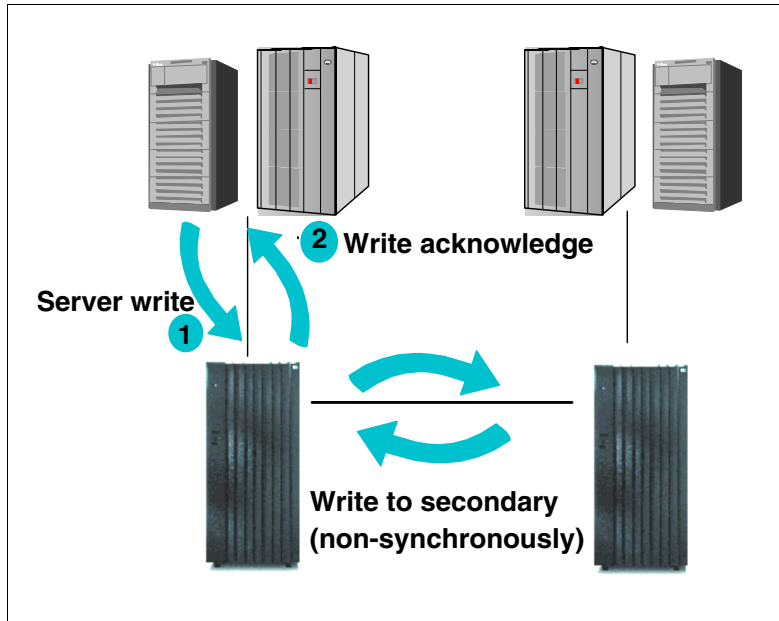 2 Write acknowledge
Server write
1
Write to secondary
(non-synchronously)